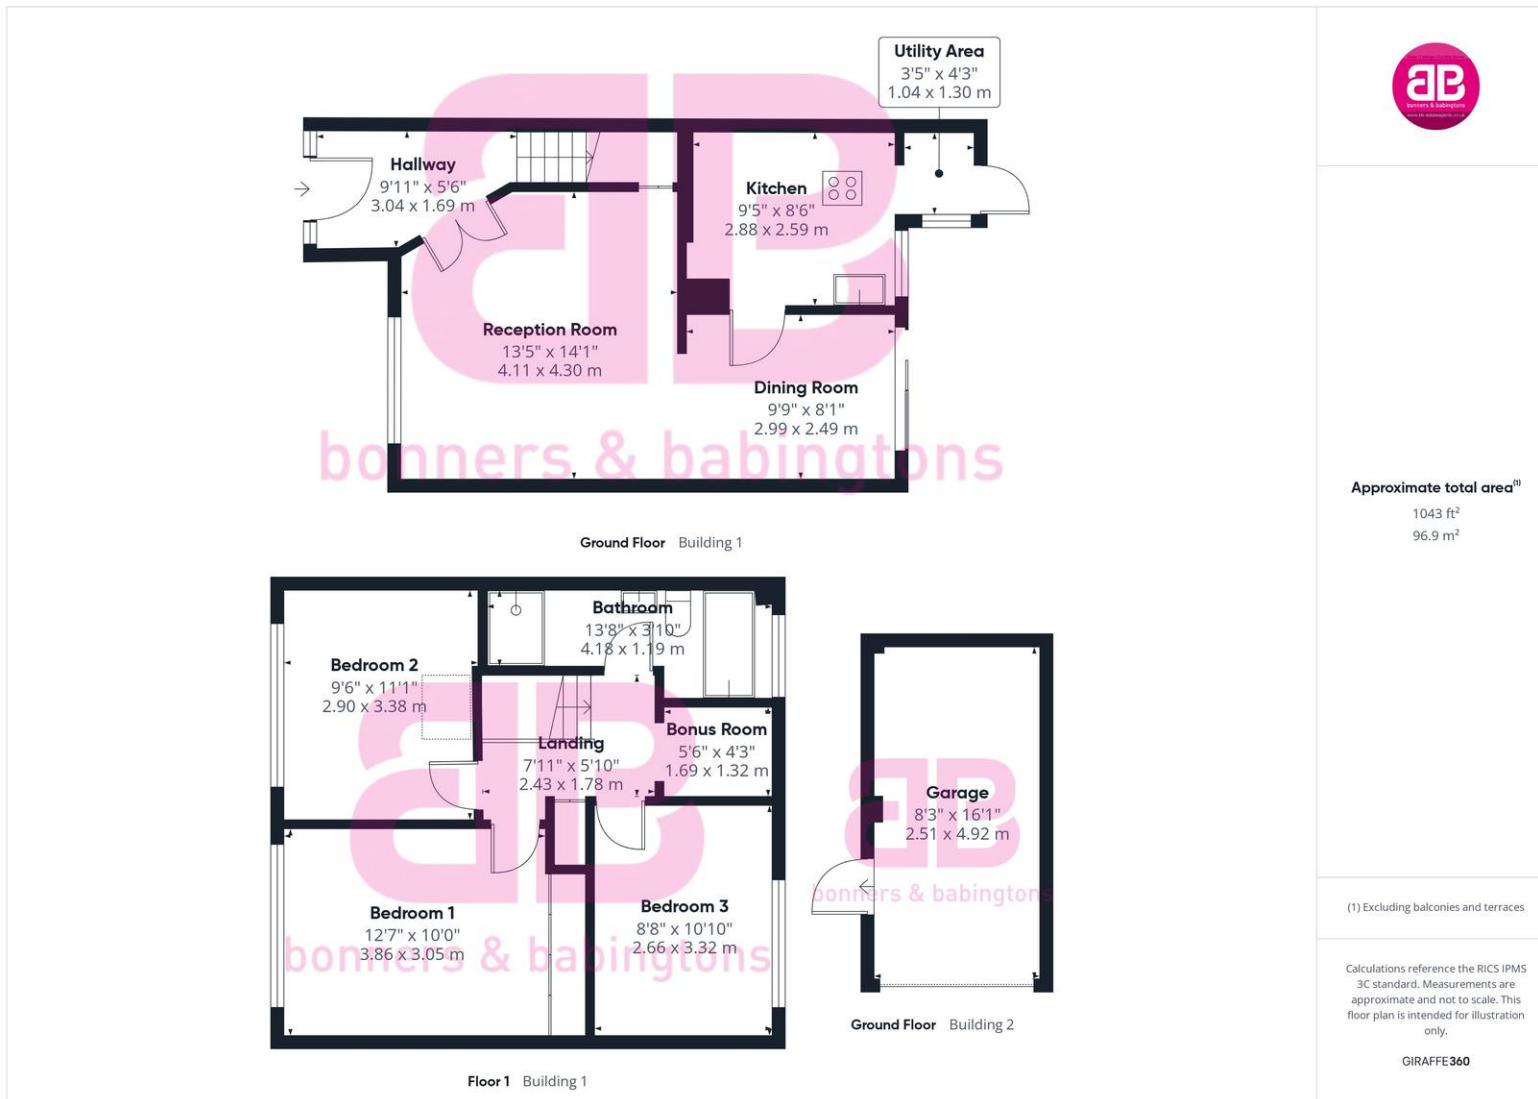 Utility Area
3'5" x 4'3"
1.04 x 1.30 m
Hallway
9'11" x 5'6"
3.04 x 1.69 m
Kitchen
9'5" x 8'6"
2.88 x 2.59 m
Reception Room
13'5" x 14'1"
4.11 x 4.30 m
Dining Room
9'9" x 8'1"
2.99 x 2.49 m
bonners & babingtons
Ground Floor Building 1
Bathroom
13'8" x 3'10"
4.18 x 1.19 m
Bedroom 2
9'6" x 11'1"
2.90 x 3.38 m
Landing
7'11" x 5'10"
2.43 x 1.78 m
Bonus Room
5'6" x 4'3"
1.69 x 1.32 m
Bedroom 1
12'7" x 10'0"
3.86 x 3.05 m
Bedroom 3
8'8" x 10'10"
2.66 x 3.32 m
bonners & babingtons
Floor 1 Building 1
Garage
8'3" x 16'1"
2.51 x 4.92 m
bonners & babingtons
Ground Floor Building 2
bonners & babingtons
Approximate total area(1)
1043 ft²
96.9 m²
(1) Excluding balconies and terraces
Calculations reference the RICS IPMS
3C standard. Measurements are
approximate and not to scale. This
floor plan is intended for illustration
only.
GIRAFFE360